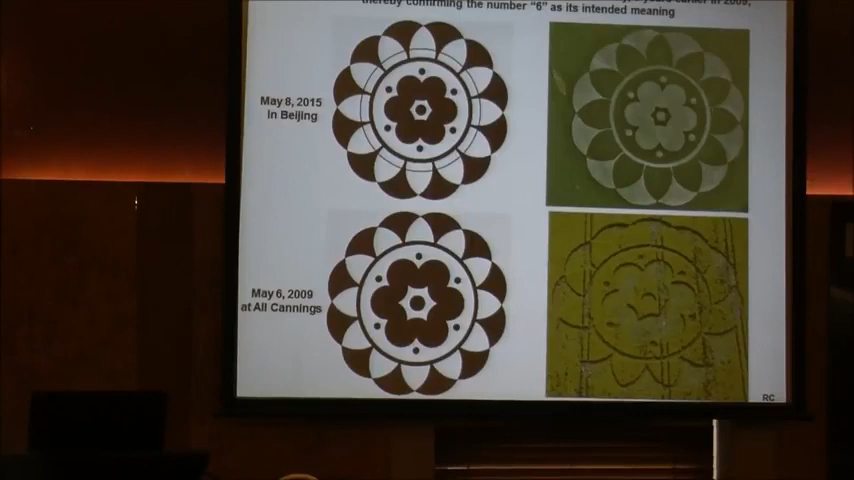 thereby confirming the number "6" as its intended meaning
May 8, 2015
in Beijing
May 6, 2009
at All Cannings
RC